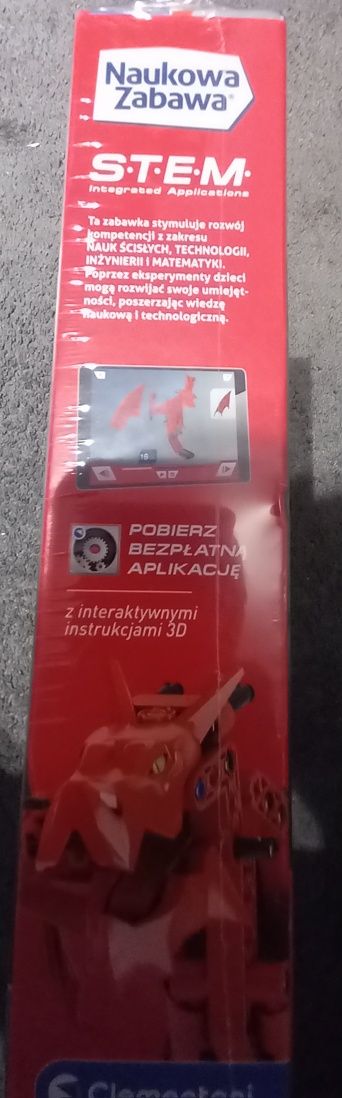 Naukowa
Zabawa®
S·T·E·M·
Integrated Applications
Ta zabawka stymuluje rozwój
kompetencji z zakresu
NAUK ŚCISŁYCH, TECHNOLOGII,
INŻYNIERII i MATEMATYKI.
Poprzez eksperymenty dzieci
mogą rozwijać swoje umiejęt-
ności, poszerzając wiedzę
naukową i technologiczną.
16
POBIERZ
BEZPŁATNĄ
APLIKACJĘ
z interaktywnymi
instrukcjami 3D
Clementoni